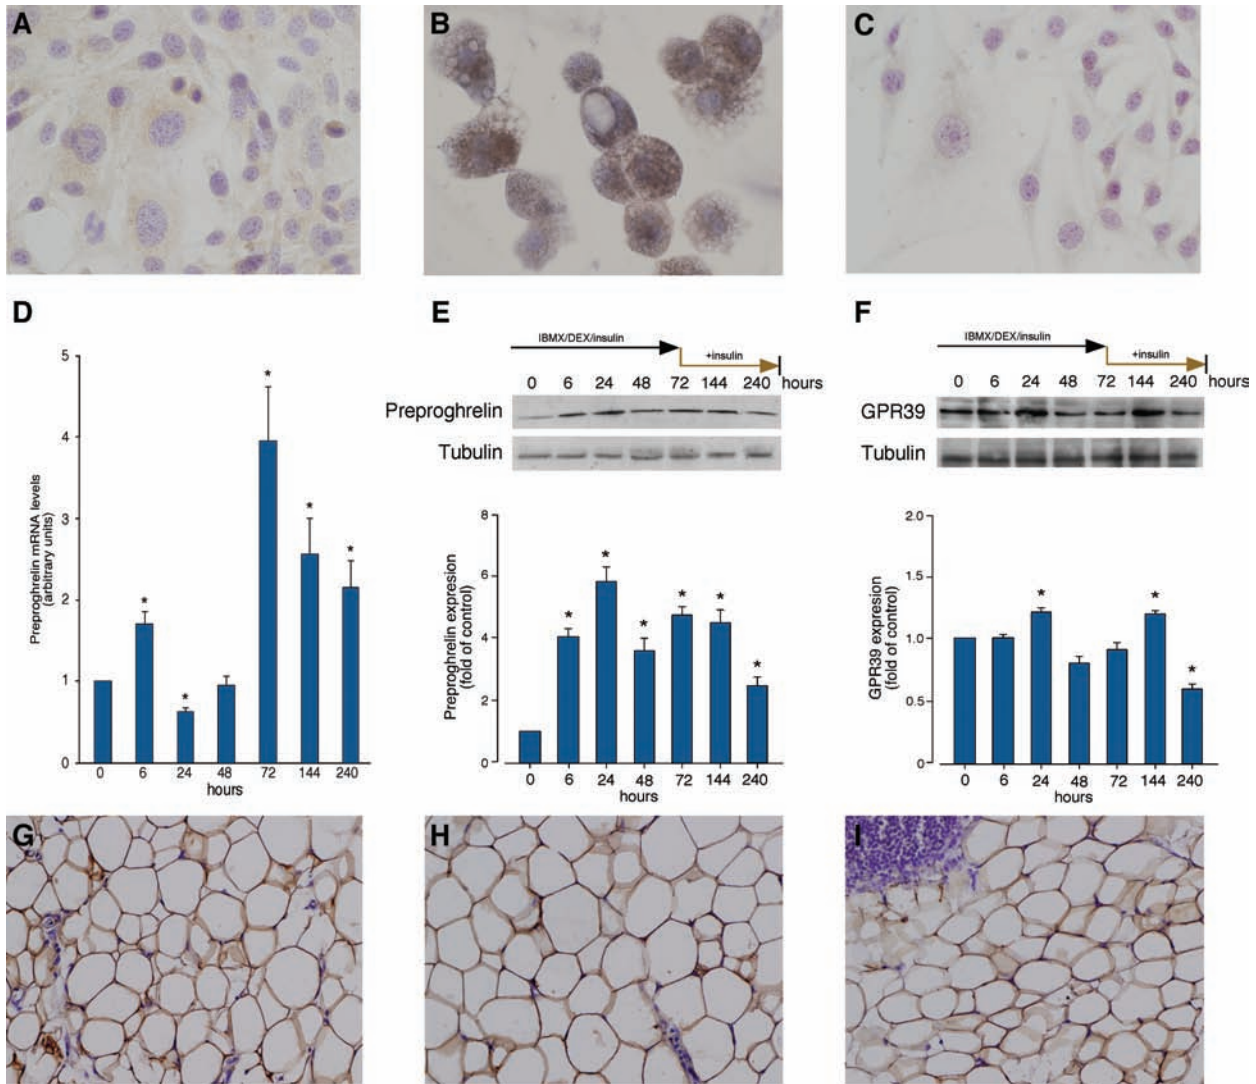 A
B
C
D
Preproghrelin mRNA levels
(arbitrary units)
5
4
3
2
1
0
*
*
*
*
*
0 6 24 48 72 144 240
hours
E
IBMX/DEX/insulin
+insulin
0 6 24 48 72 144 240 hours
Preproghrelin
Tubulin
Preproghrelin expresion
(fold of control)
8
6
4
2
0
*
*
*
*
*
*
0 6 24 48 72 144 240
hours
F
IBMX/DEX/insulin
+insulin
0 6 24 48 72 144 240 hours
GPR39
Tubulin
GPR39 expresion
(fold of control)
2.0
1.5
1.0
0.5
0
*
*
*
0 6 24 48 72 144 240
hours
G
H
I